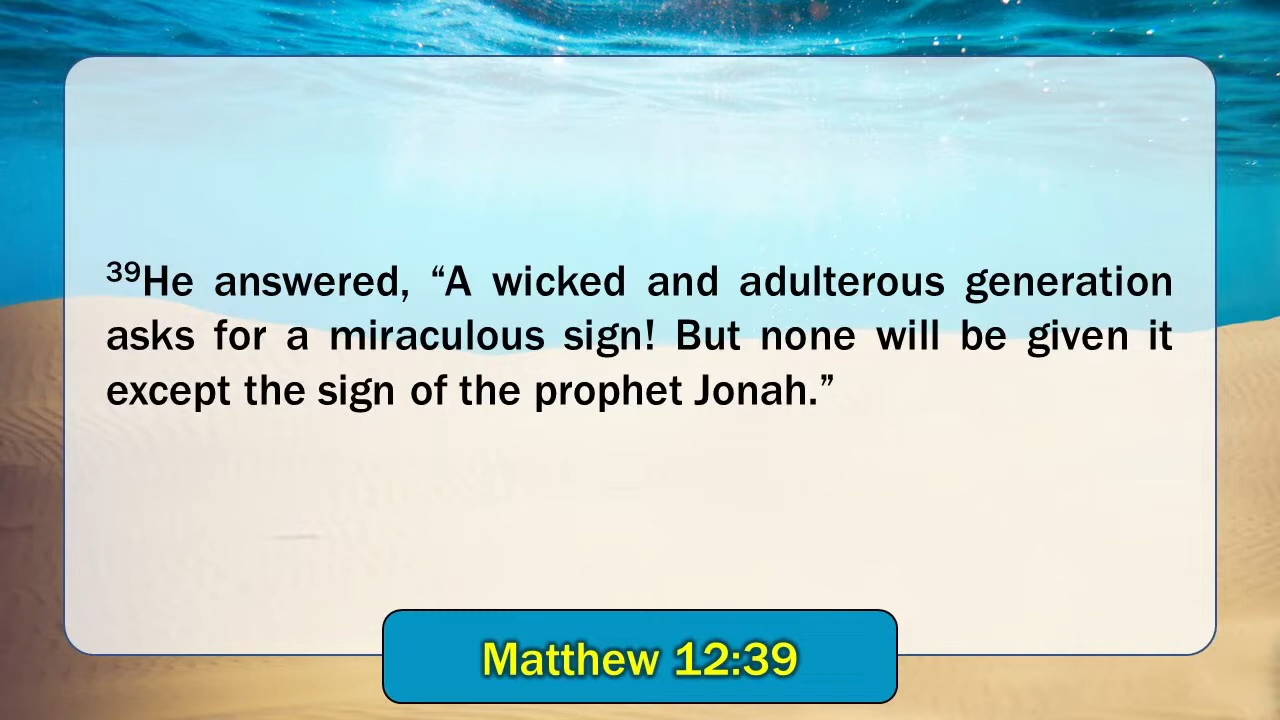 ³⁹He answered, “A wicked and adulterous generation
asks for a miraculous sign! But none will be given it
except the sign of the prophet Jonah.”
Matthew 12:39